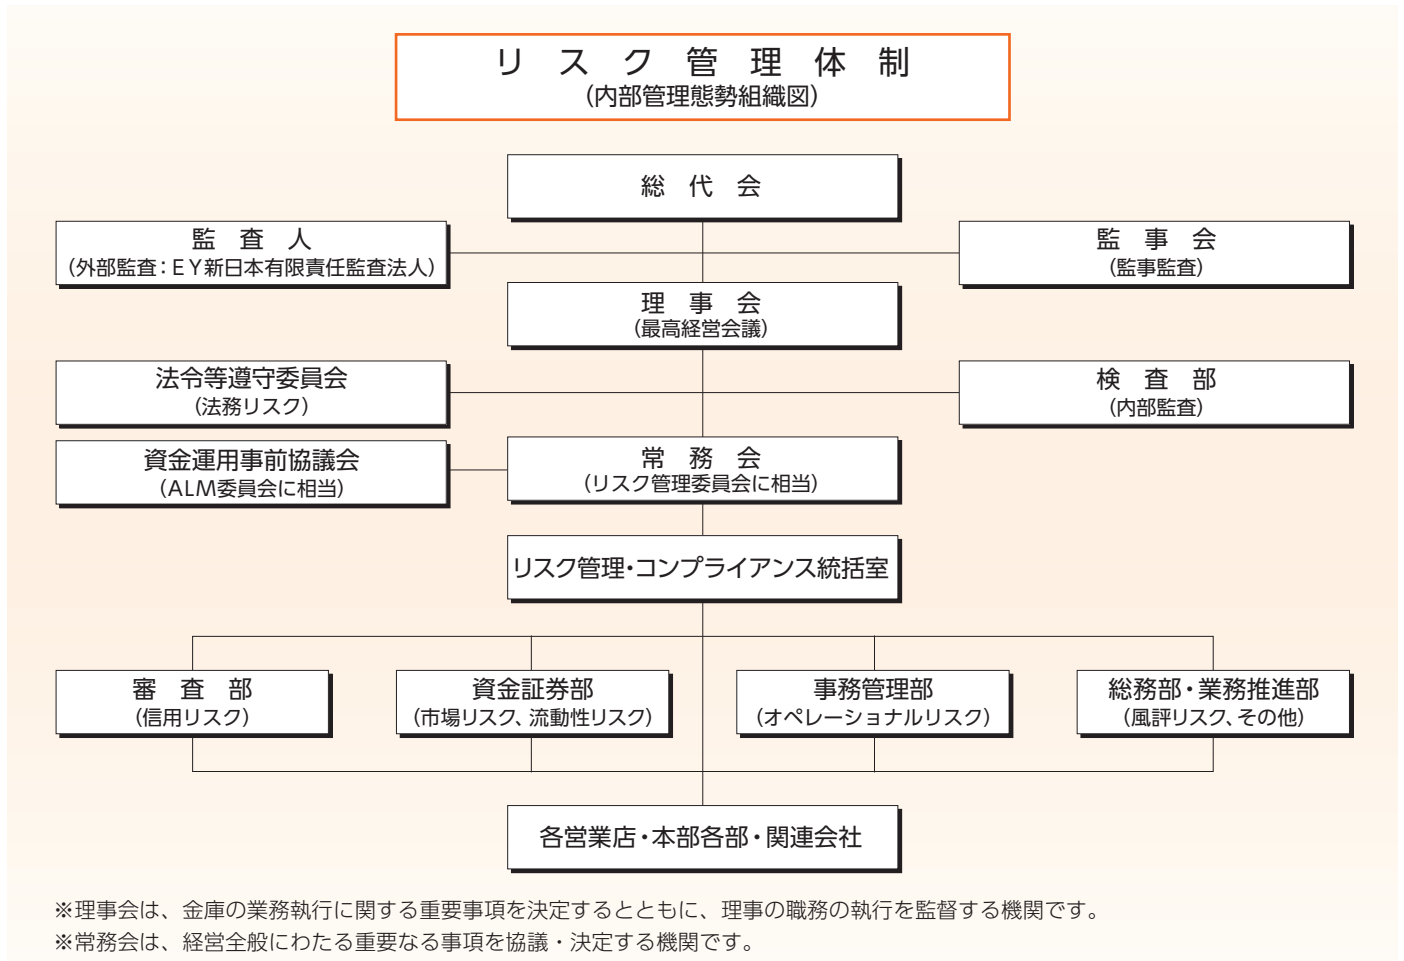 リスク管理体制
（内部管理態勢組織図）
総代会
監査人
（外部監査：ＥＹ新日本有限責任監査法人）
監事会
（監事監査）
理事会
（最高経営会議）
法令等遵守委員会
（法務リスク）
検査部
（内部監査）
資金運用事前協議会
（ALM委員会に相当）
常務会
（リスク管理委員会に相当）
リスク管理・コンプライアンス統括室
審査部
（信用リスク）
資金証券部
（市場リスク、流動性リスク）
事務管理部
（オペレーショナルリスク）
総務部・業務推進部
（風評リスク、その他）
各営業店・本部各部・関連会社
※理事会は、金庫の業務執行に関する重要事項を決定するとともに、理事の職務の執行を監督する機関です。
※常務会は、経営全般にわたる重要なる事項を協議・決定する機関です。